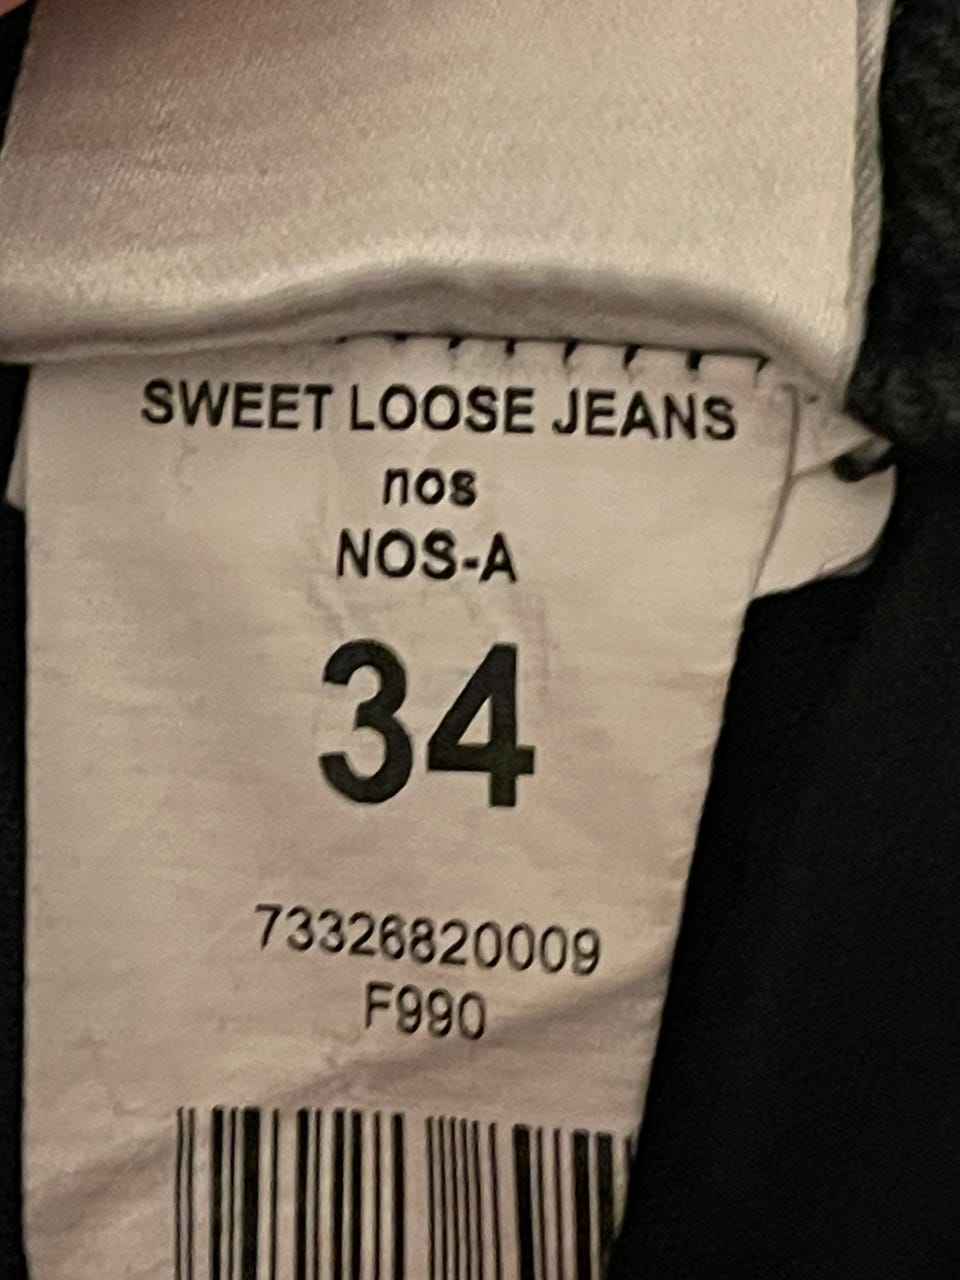 SWEET LOOSE JEANS
nos
NOS-A
34
73326820009
F990